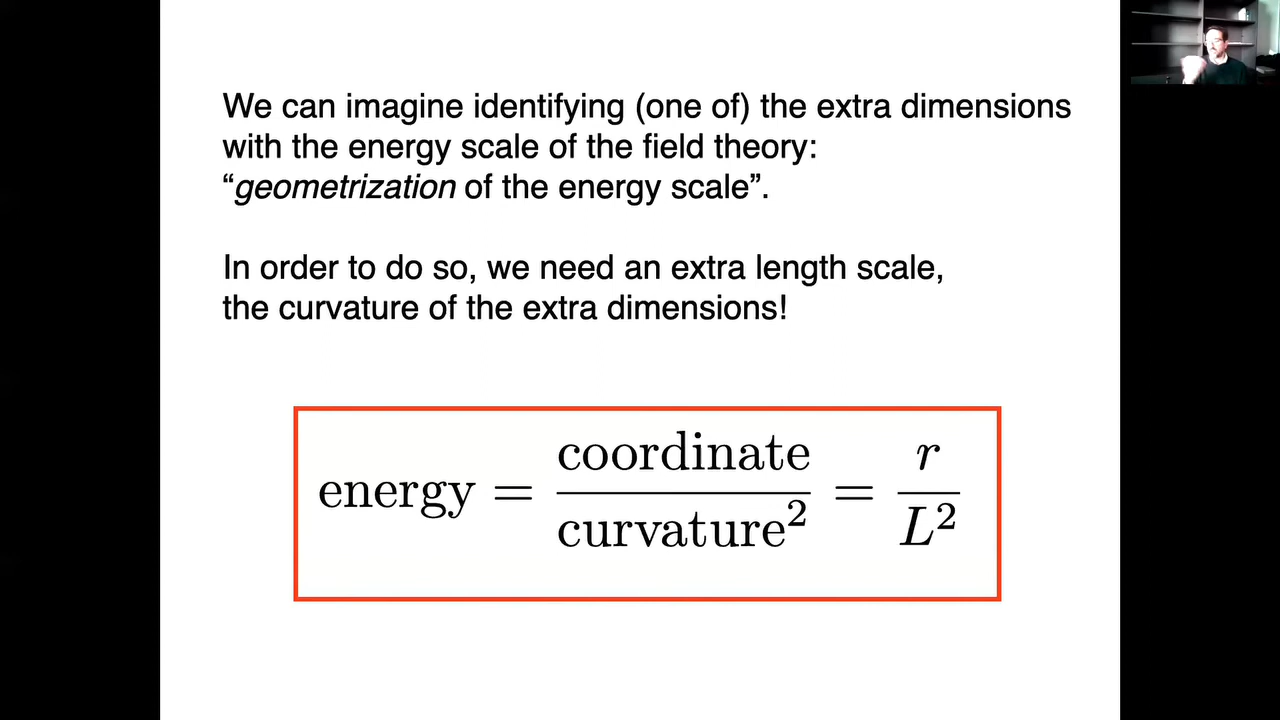 We can imagine identifying (one of) the extra dimensions
with the energy scale of the field theory:
“geometrization of the energy scale”.
In order to do so, we need an extra length scale,
the curvature of the extra dimensions!
energy = coordinate / curvature² = r / L²